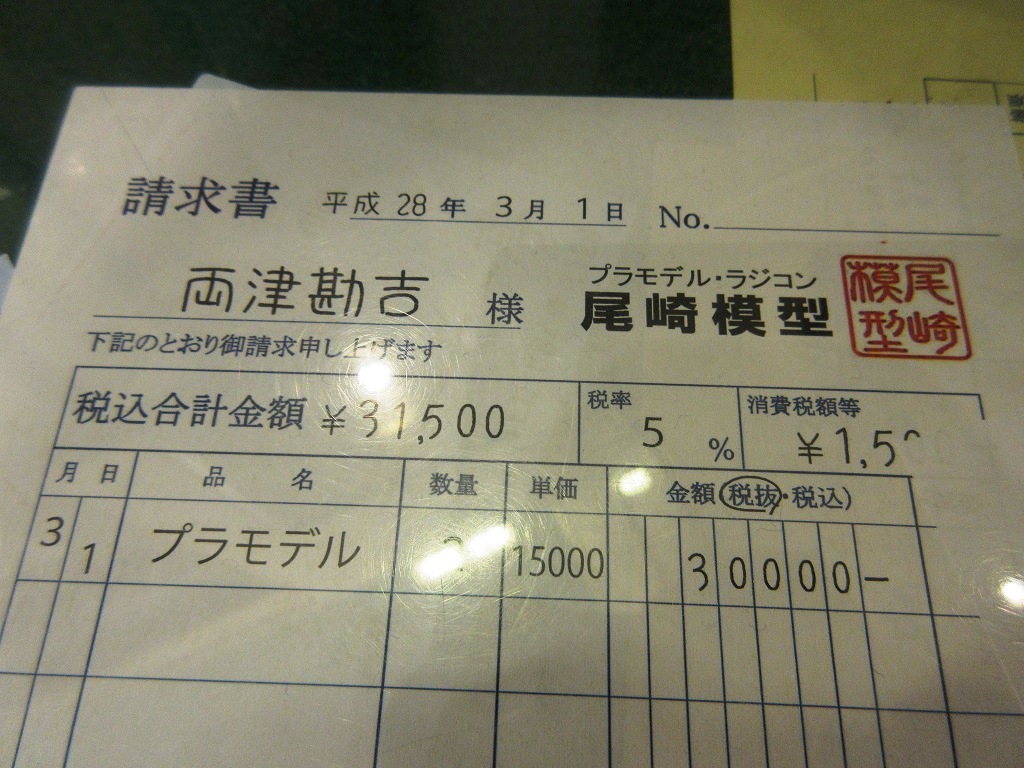 請求書 平成 28年 3月 1日 No.
両津勘吉 様
プラモデル・ラジコン
尾崎模型
尾崎模型
下記のとおり御請求申し上げます
税込合計金額 ¥31,500
税率 5 %
消費税額等 ¥1,5
月 日 品名 数量 単価 金額(税抜・税込)
3 1 プラモデル 15000 30000-